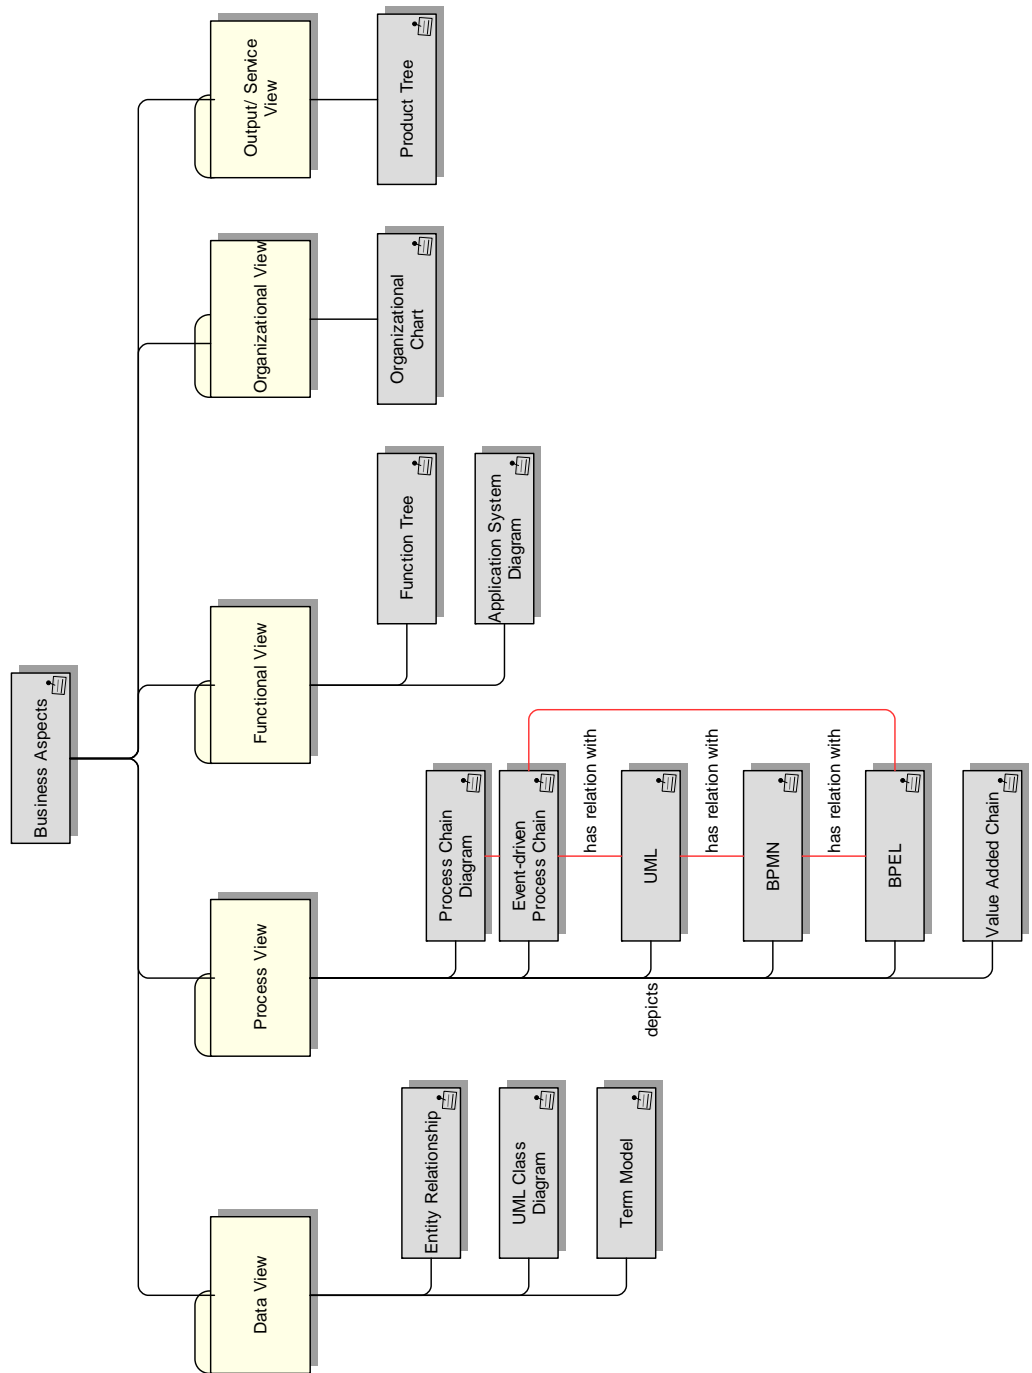 Business Aspects
Data View
Process View
Functional View
Organizational View
Output/ Service
View
Entity Relationship
UML Class
Diagram
Term Model
depicts
Process Chain
Diagram
Event-driven
Process Chain
has relation with
UML
has relation with
BPMN
has relation with
BPEL
Value Added Chain
Function Tree
Application System
Diagram
Organizational
Chart
Product Tree